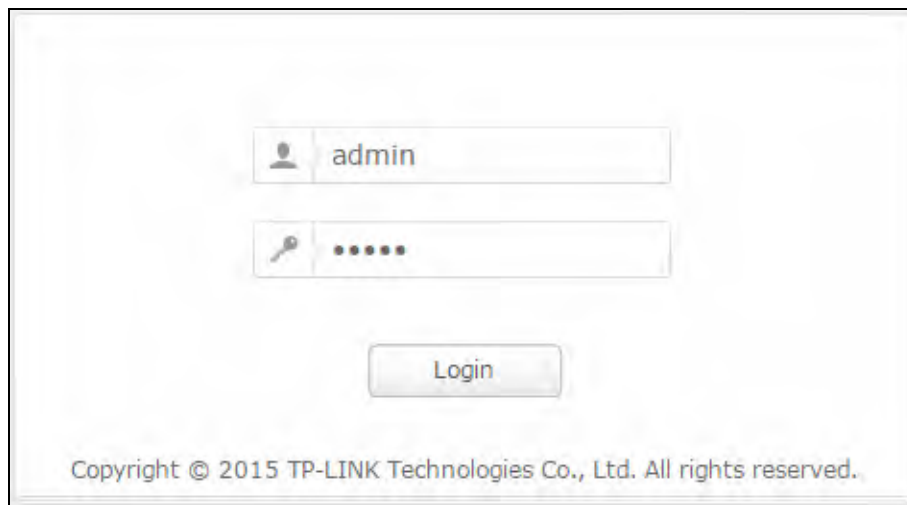 admin
•••••
Login
Copyright © 2015 TP-LINK Technologies Co., Ltd. All rights reserved.